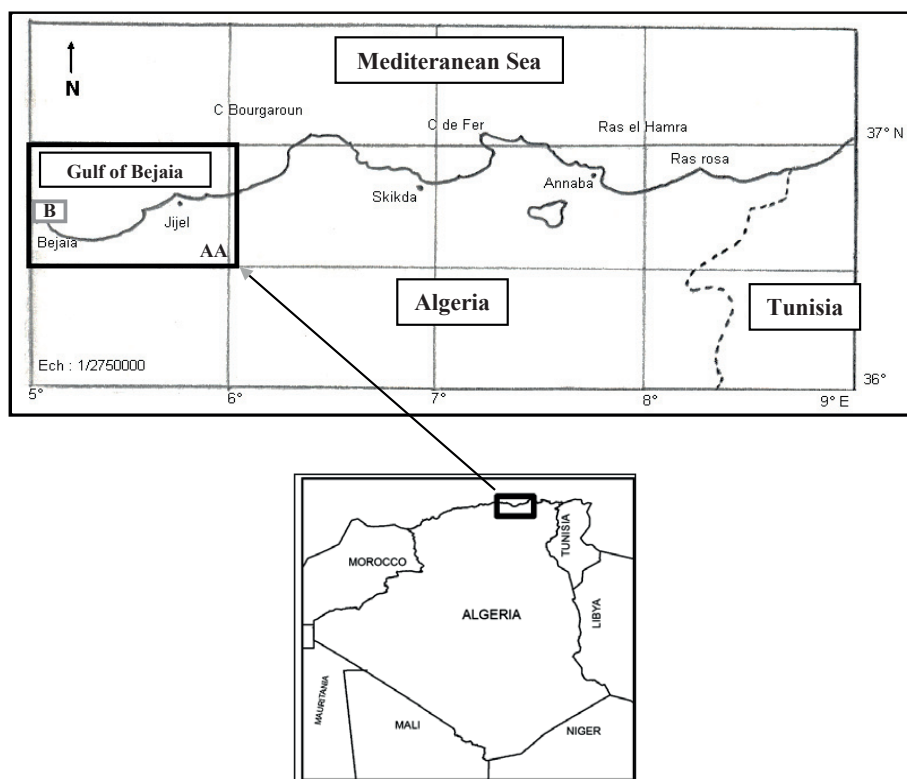 Mediteranean Sea
N
C Bourgaroun
C de Fer
Ras el Hamra
37° N
Ras rosa
Gulf of Bejaia
Annaba
Skikda
B
Jijel
Bejaia
AA
Algeria
Tunisia
Ech : 1/2750000
36°
5°
6°
7°
8°
9° E
TUNISIA
MOROCCO
ALGERIA
LIBYA
MAURITANIA
MALI
NIGER